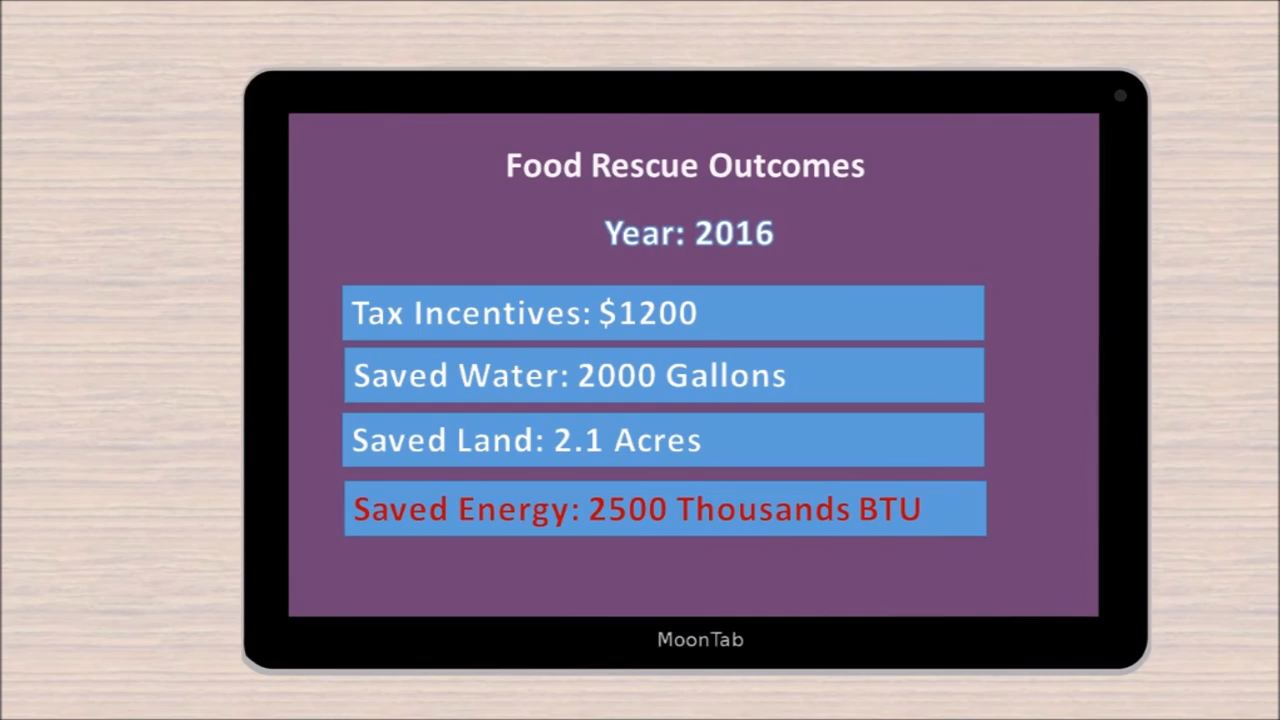 Food Rescue Outcomes
Year: 2016
Tax Incentives: $1200
Saved Water: 2000 Gallons
Saved Land: 2.1 Acres
Saved Energy: 2500 Thousands BTU
MoonTab